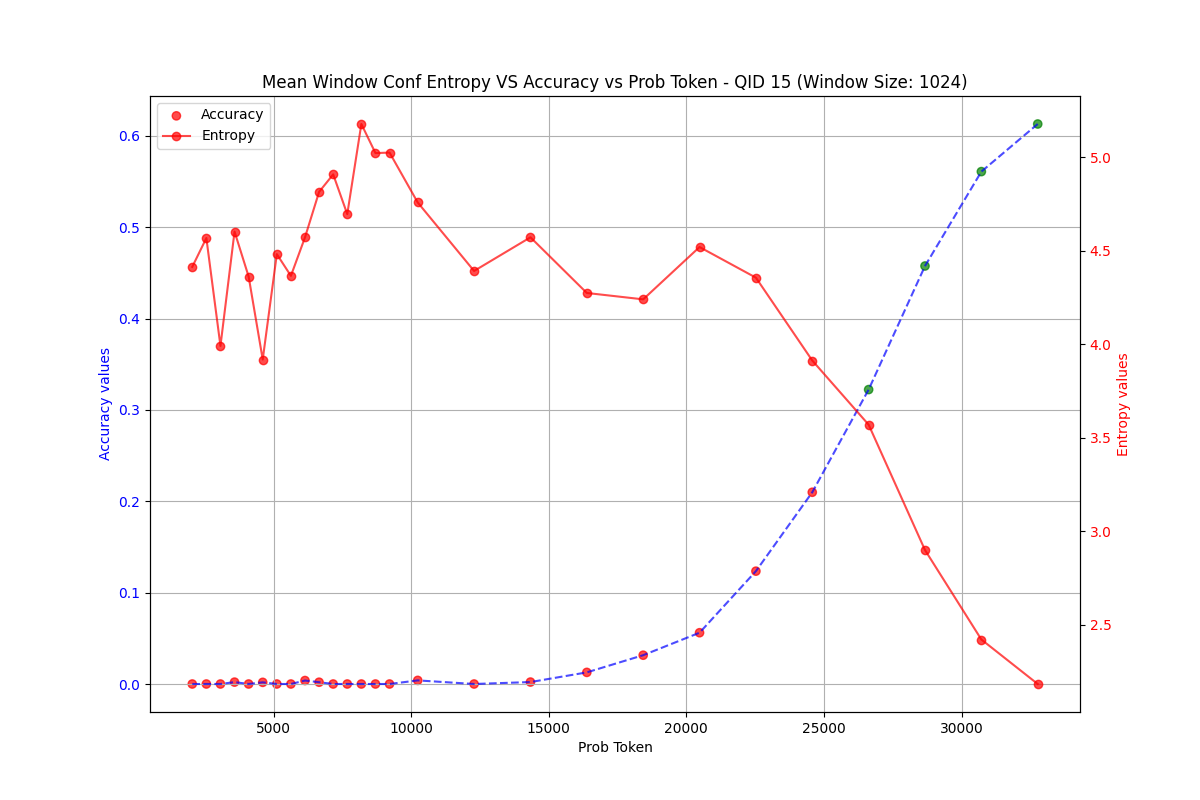 Mean Window Conf Entropy VS Accuracy vs Prob Token - QID 15 (Window Size: 1024)
Accuracy
Entropy
0.6
0.5
0.4
0.3
0.2
0.1
0.0
Accuracy values
5.0
4.5
4.0
3.5
3.0
2.5
Entropy values
5000 10000 15000 20000 25000 30000
Prob Token